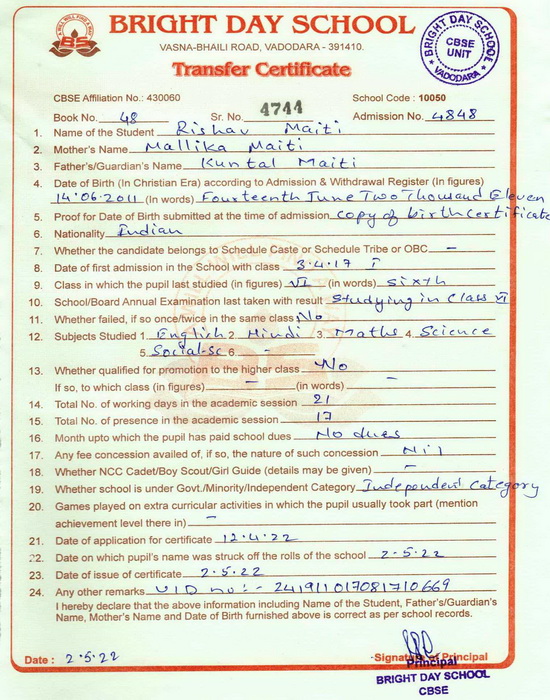 BRIGHT DAY SCHOOL
VASNA-BHAILI ROAD, VADODARA - 391410.
Transfer Certificate
BRIGHT DAY SCHOOL
CBSE
UNIT
VADODARA
BS
CBSE Affiliation No.: 430060 School Code : 10050
Book No. 48 Sr. No. 4744 Admission No. 4848
1. Name of the Student Rishav Maiti
2. Mother's Name Mallika Maiti
3. Father's/Guardian's Name Kuntal Maiti
4. Date of Birth (In Christian Era) according to Admission & Withdrawal Register (In figures)
14.06.2011 (In words) Fourteenth June Two Thousand Eleven
5. Proof for Date of Birth submitted at the time of admission copy of birth certificate
6. Nationality Indian
7. Whether the candidate belongs to Schedule Caste or Schedule Tribe or OBC -
8. Date of first admission in the School with class 3.4.17 I
9. Class in which the pupil last studied (in figures) VI (in words) sixth
10. School/Board Annual Examination last taken with result Studying in Class VI
11. Whether failed, if so once/twice in the same class No
12. Subjects Studied 1. English 2. Hindi 3. Maths 4. Science
5. Social-sc 6. -
13. Whether qualified for promotion to the higher class No
If so, to which class (in figures) - (in words) -
14. Total No. of working days in the academic session 21
15. Total No. of presence in the academic session 17
16. Month upto which the pupil has paid school dues No dues
17. Any fee concession availed of, if so, the nature of such concession Nil
18. Whether NCC Cadet/Boy Scout/Girl Guide (details may be given) -
19. Whether school is under Govt./Minority/Independent Category Independent Category
20. Games played on extra curricular activities in which the pupil usually took part (mention
achievement level there in) -
21. Date of application for certificate 12.4.22
22. Date on which pupil's name was struck off the rolls of the school 2.5.22
23. Date of issue of certificate 2.5.22
24. Any other remarks UID no:- 241911017081710669
I hereby declare that the above information including Name of the Student, Father's/Guardian's
Name, Mother's Name and Date of Birth furnished above is correct as per school records.
Date : 2.5.22 Signature of Principal
Principal
BRIGHT DAY SCHOOL
CBSE